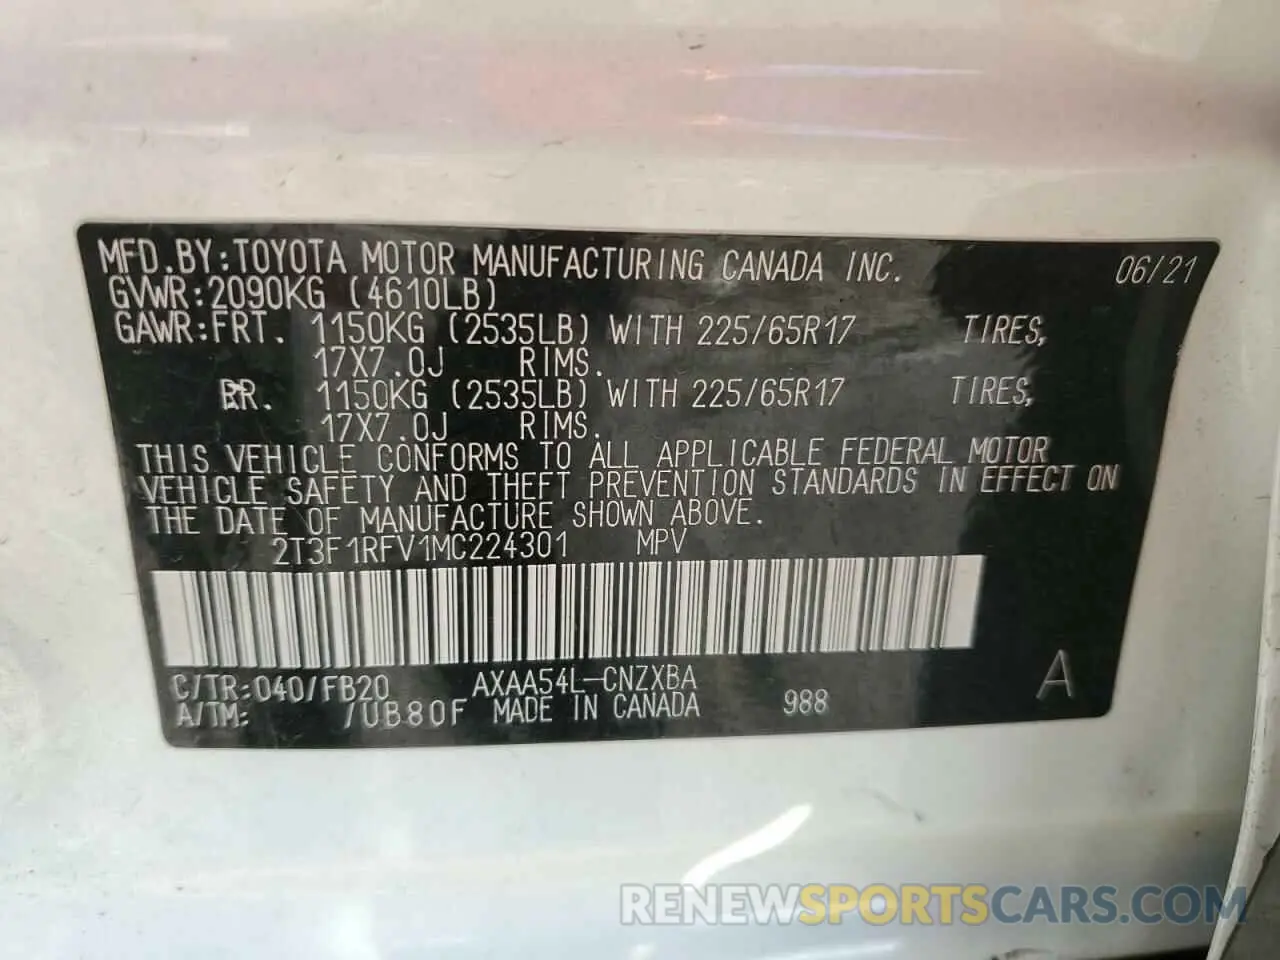 MFD.BY:TOYOTA MOTOR MANUFACTURING CANADA INC. 06/21
GVWR:2090KG (4610LB)
GAWR:FRT. 1150KG (2535LB) WITH 225/65R17 TIRES,
17X7.0J RIMS.
RR. 1150KG (2535LB) WITH 225/65R17 TIRES,
17X7.0J RIMS.
THIS VEHICLE CONFORMS TO ALL APPLICABLE FEDERAL MOTOR
VEHICLE SAFETY AND THEFT PREVENTION STANDARDS IN EFFECT ON
THE DATE OF MANUFACTURE SHOWN ABOVE.
2T3F1RFV1MC224301 MPV
C/TR:040/FB20 AXAA54L-CNZXBA A
A/TM: /UB80F MADE IN CANADA 988
RENEWSPORTSCARS.COM